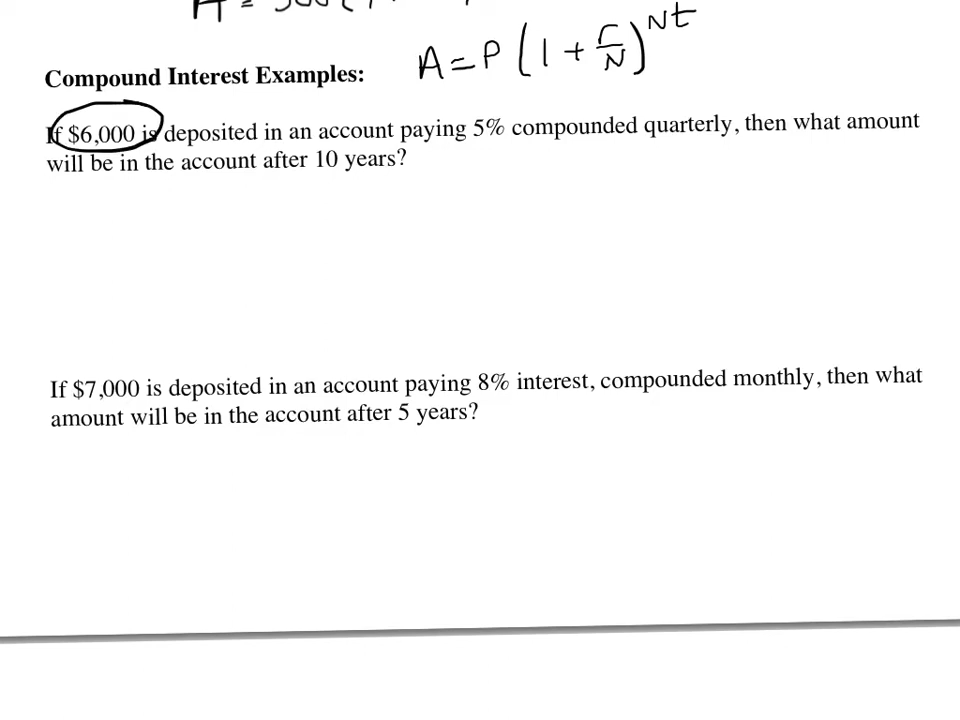 A = P (1 + r/N)^Nt
Compound Interest Examples:
If $6,000 is deposited in an account paying 5% compounded quarterly, then what amount
will be in the account after 10 years?
If $7,000 is deposited in an account paying 8% interest, compounded monthly, then what
amount will be in the account after 5 years?